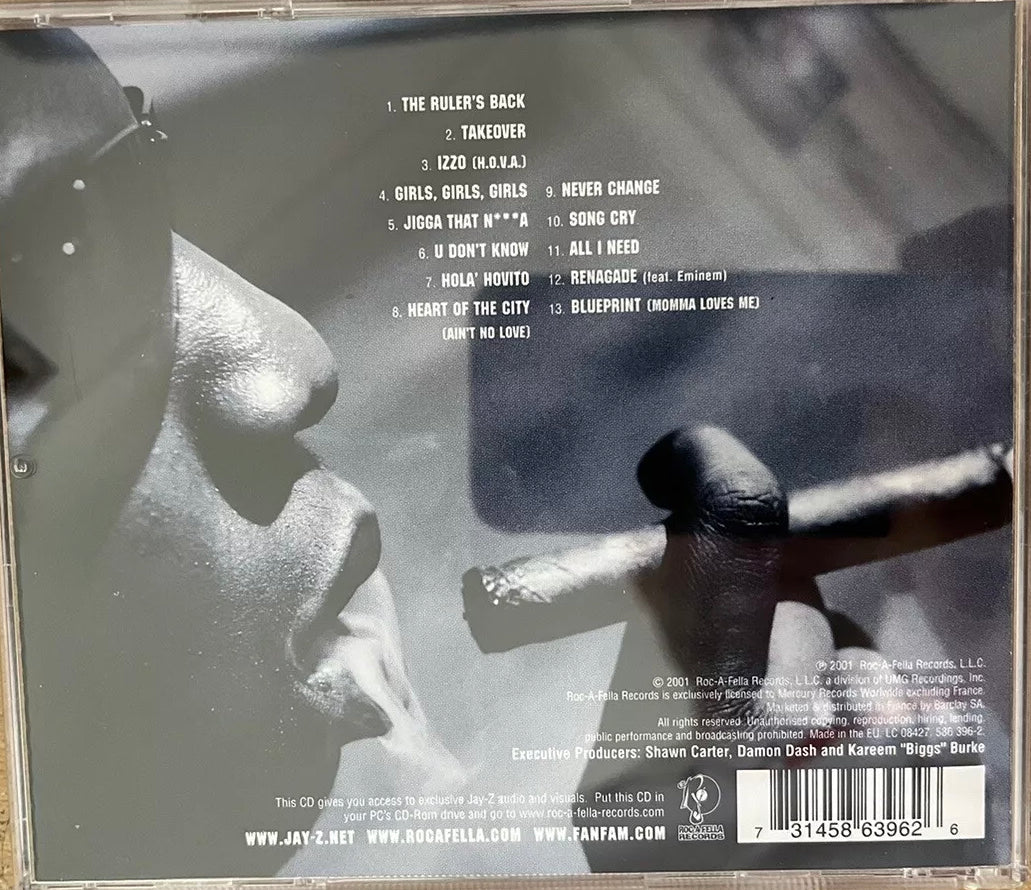 1. THE RULER'S BACK
2. TAKEOVER
3. IZZO (H.O.V.A.)
4. GIRLS, GIRLS, GIRLS
5. JIGGA THAT N***A
6. U DON'T KNOW
7. HOLA' HOVITO
8. HEART OF THE CITY
(AIN'T NO LOVE)
9. NEVER CHANGE
10. SONG CRY
11. ALL I NEED
12. RENAGADE (feat. Eminem)
13. BLUEPRINT (MOMMA LOVES ME)
℗ 2001 Roc-A-Fella Records, L.L.C.
© 2001 Roc-A-Fella Records, L.L.C. a division of UMG Recordings, Inc.
Roc-A-Fella Records is exclusively licensed to Mercury Records Worldwide excluding France.
Marketed & distributed in France by Barclay SA.
All rights reserved. Unauthorised copying, reproduction, hiring, lending,
public performance and broadcasting prohibited. Made in the EU. LC 08427. 586 396-2.
Executive Producers: Shawn Carter, Damon Dash and Kareem "Biggs" Burke
This CD gives you access to exclusive Jay-Z audio and visuals. Put this CD in
your PC's CD-Rom drive and go to www.roc-a-fella-records.com
WWW.JAY-Z.NET WWW.ROCAFELLA.COM WWW.FANFAM.COM
ROC-A-FELLA
RECORDS
7 31458 63962 6